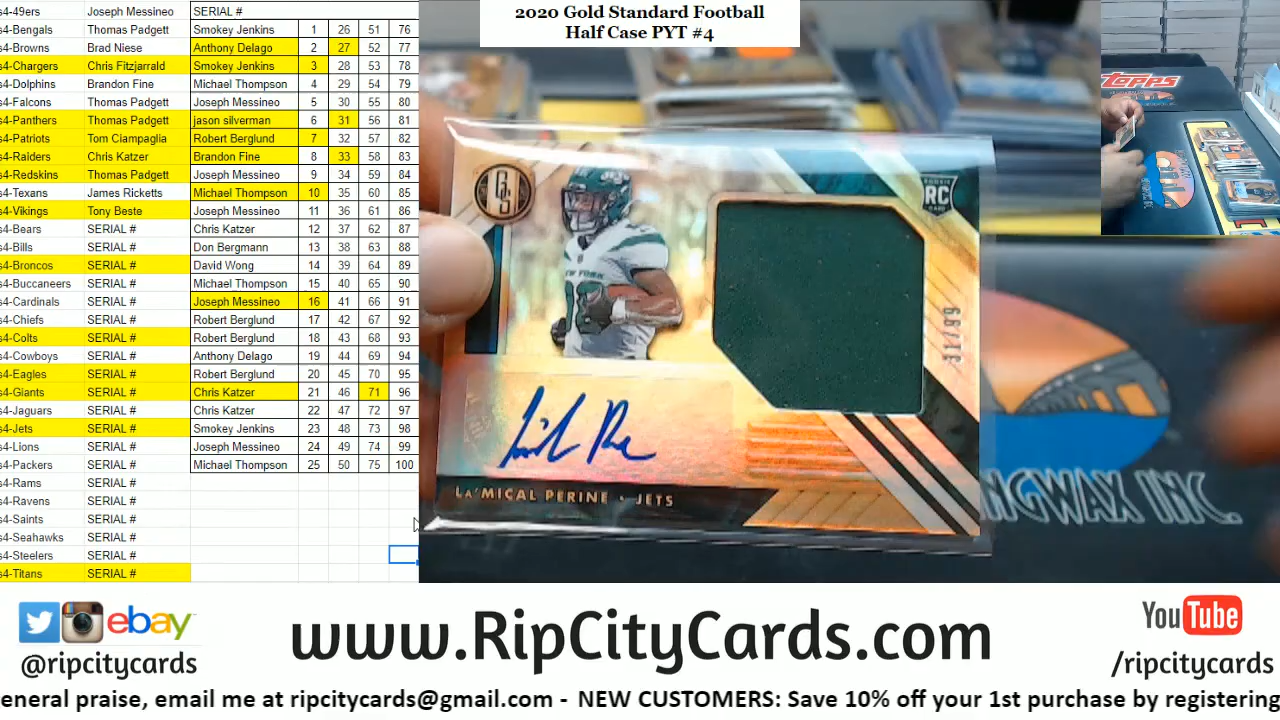 s4-49ers Joseph Messineo SERIAL #
s4-Bengals Thomas Padgett Smokey Jenkins 1 26 51 76
s4-Browns Brad Niese Anthony Delago 2 27 52 77
s4-Chargers Chris Fitzjarrald Smokey Jenkins 3 28 53 78
s4-Dolphins Brandon Fine Michael Thompson 4 29 54 79
s4-Falcons Thomas Padgett Joseph Messineo 5 30 55 80
s4-Panthers Thomas Padgett jason silverman 6 31 56 81
s4-Patriots Tom Ciampaglia Robert Berglund 7 32 57 82
s4-Raiders Chris Katzer Brandon Fine 8 33 58 83
s4-Redskins Thomas Padgett Joseph Messineo 9 34 59 84
s4-Texans James Ricketts Michael Thompson 10 35 60 85
s4-Vikings Tony Beste Joseph Messineo 11 36 61 86
s4-Bears SERIAL # Chris Katzer 12 37 62 87
s4-Bills SERIAL # Don Bergmann 13 38 63 88
s4-Broncos SERIAL # David Wong 14 39 64 89
s4-Buccaneers SERIAL # Michael Thompson 15 40 65 90
s4-Cardinals SERIAL # Joseph Messineo 16 41 66 91
s4-Chiefs SERIAL # Robert Berglund 17 42 67 92
s4-Colts SERIAL # Robert Berglund 18 43 68 93
s4-Cowboys SERIAL # Anthony Delago 19 44 69 94
s4-Eagles SERIAL # Robert Berglund 20 45 70 95
s4-Giants SERIAL # Chris Katzer 21 46 71 96
s4-Jaguars SERIAL # Chris Katzer 22 47 72 97
s4-Jets SERIAL # Smokey Jenkins 23 48 73 98
s4-Lions SERIAL # Joseph Messineo 24 49 74 99
s4-Packers SERIAL # Michael Thompson 25 50 75 100
s4-Rams SERIAL #
s4-Ravens SERIAL #
s4-Saints SERIAL #
s4-Seahawks SERIAL #
s4-Steelers SERIAL #
s4-Titans SERIAL #
2020 Gold Standard Football
Half Case PYT #4
TOPPS
GS
RC
31/99
LA'MICAL PERINE · JETS
NGWAX INC.
ebay
@ripcitycards
www.RipCityCards.com
YouTube
/ripcitycards
eneral praise, email me at ripcitycards@gmail.com - NEW CUSTOMERS: Save 10% off your 1st purchase by registering